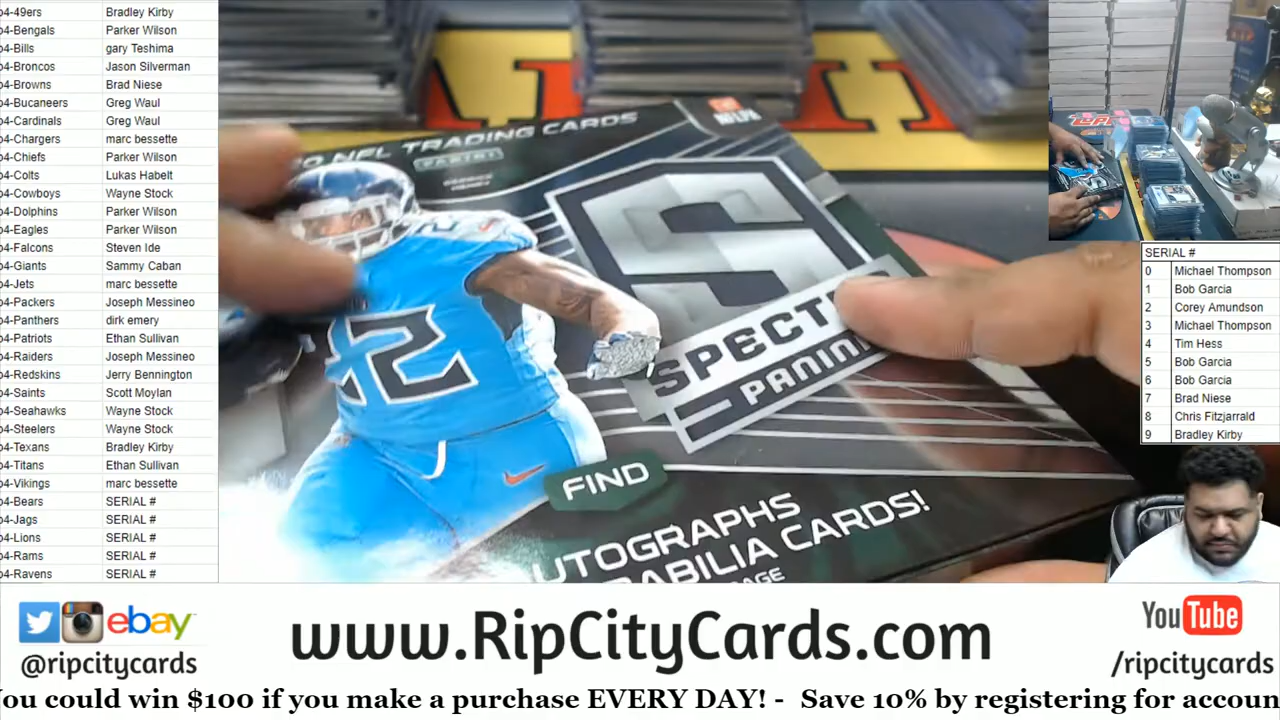 o4-49ers Bradley Kirby
o4-Bengals Parker Wilson
o4-Bills gary Teshima
o4-Broncos Jason Silverman
o4-Browns Brad Niese
o4-Bucaneers Greg Waul
o4-Cardinals Greg Waul
o4-Chargers marc bessette
o4-Chiefs Parker Wilson
o4-Colts Lukas Habelt
o4-Cowboys Wayne Stock
o4-Dolphins Parker Wilson
o4-Eagles Parker Wilson
o4-Falcons Steven Ide
o4-Giants Sammy Caban
o4-Jets marc bessette
o4-Packers Joseph Messineo
o4-Panthers dirk emery
o4-Patriots Ethan Sullivan
o4-Raiders Joseph Messineo
o4-Redskins Jerry Bennington
o4-Saints Scott Moylan
o4-Seahawks Wayne Stock
o4-Steelers Wayne Stock
o4-Texans Bradley Kirby
o4-Titans Ethan Sullivan
o4-Vikings marc bessette
o4-Bears SERIAL #
o4-Jags SERIAL #
o4-Lions SERIAL #
o4-Rams SERIAL #
o4-Ravens SERIAL #
NFL TRADING CARDS
PANINI
DERRICK
HENRY
NFLPA
S
SPECT
PANINI
FIND
UTOGRAPHS
RABILIA CARDS!
AGE
SERIAL #
0 Michael Thompson
1 Bob Garcia
2 Corey Amundson
3 Michael Thompson
4 Tim Hess
5 Bob Garcia
6 Bob Garcia
7 Brad Niese
8 Chris Fitzjarrald
9 Bradley Kirby
ebay
@ripcitycards
www.RipCityCards.com
YouTube
/ripcitycards
You could win $100 if you make a purchase EVERY DAY! - Save 10% by registering for accoun